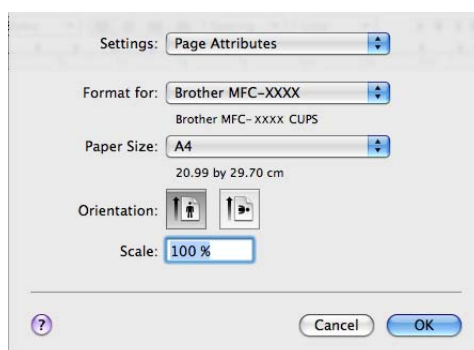 Settings: Page Attributes
Format for: Brother MFC-XXXX
Brother MFC-XXXX CUPS
Paper Size: A4
20.99 by 29.70 cm
Orientation:
Scale: 100 %
? Cancel OK